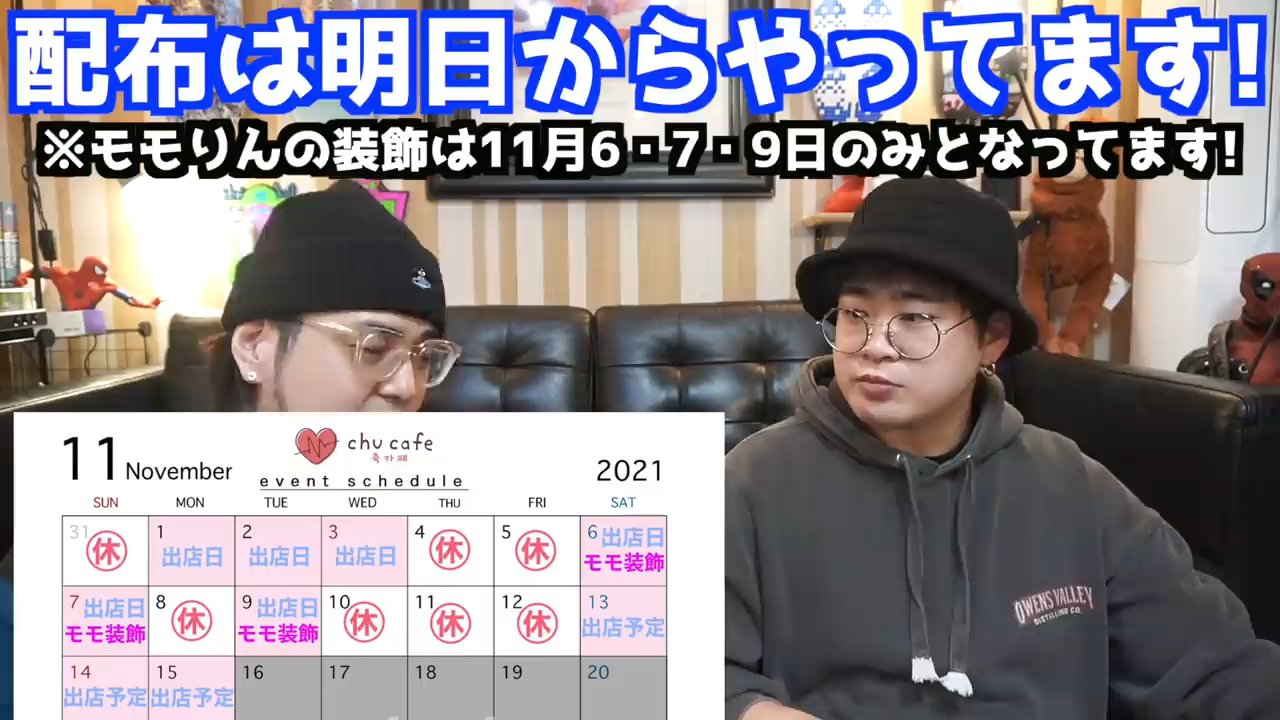 配布は明日からやってます!
※モモりんの装飾は11月6・7・9日のみとなってます!
11 November
chu cafe
축카페
event schedule
2021
SUN MON TUE WED THU FRI SAT
31 休 1 出店日 2 出店日 3 出店日 4 休 5 休 6 出店日 モモ装飾
7 出店日 モモ装飾 8 休 9 出店日 モモ装飾 10 休 11 休 12 休 13 出店予定
14 出店予定 15 出店予定 16 17 18 19 20
OWENS VALLEY
DISTILLING CO.